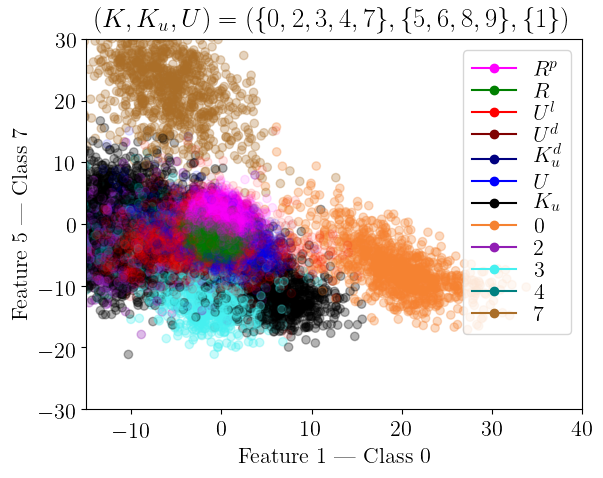 (K, K_u, U) = ({0, 2, 3, 4, 7}, {5, 6, 8, 9}, {1})
30
20
10
0
−10
−20
−30
Feature 5 — Class 7
R^p
R
U^l
U^d
K_u^d
U
K_u
0
2
3
4
7
−10
0
10
20
30
40
Feature 1 — Class 0